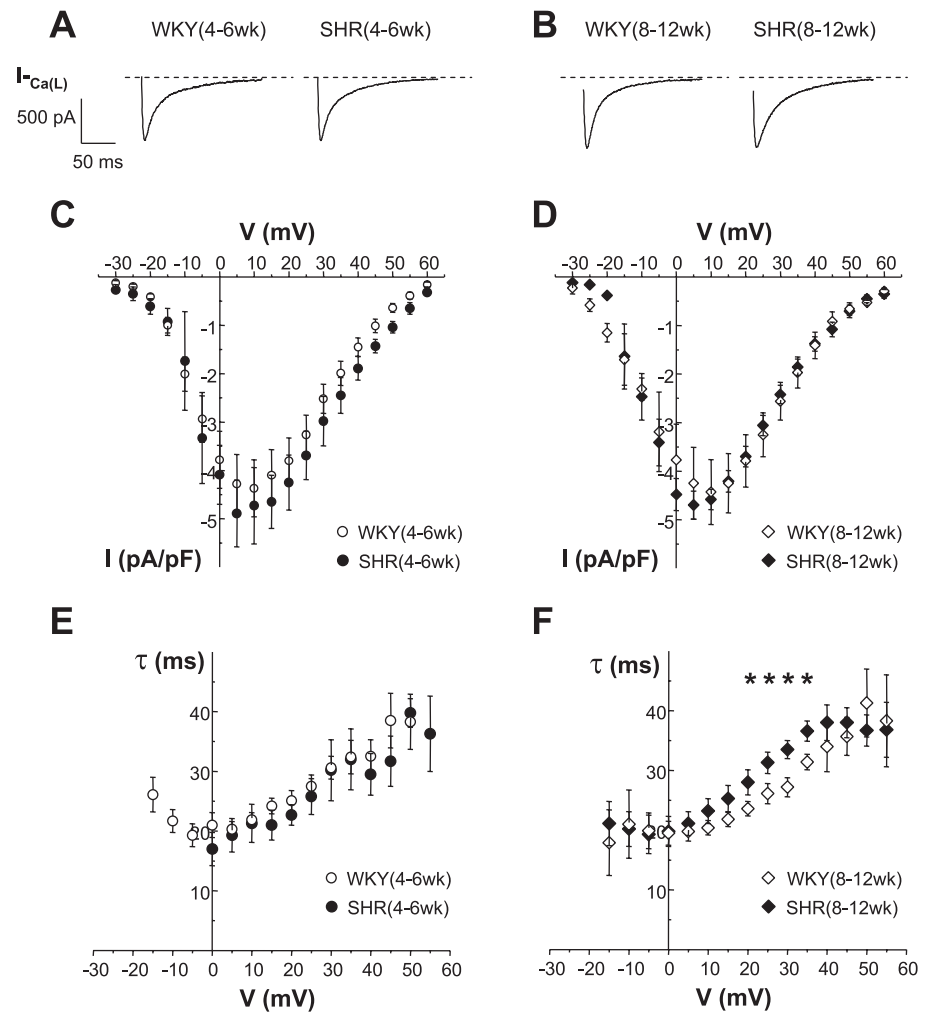 A
WKY(4-6wk)
SHR(4-6wk)
B
WKY(8-12wk)
SHR(8-12wk)
I-Ca(L)
500 pA
50 ms
C
V (mV)
-30 -20 -10 0 10 20 30 40 50 60
-1
-2
-3
-4
-5
I (pA/pF)
WKY(4-6wk)
SHR(4-6wk)
D
V (mV)
-30 -20 -10 0 10 20 30 40 50 60
-1
-2
-3
-4
-5
I (pA/pF)
WKY(8-12wk)
SHR(8-12wk)
E
τ (ms)
40
30
20
10
WKY(4-6wk)
SHR(4-6wk)
-30 -20 -10 0 10 20 30 40 50 60
V (mV)
F
τ (ms)
* * * *
40
30
20
10
WKY(8-12wk)
SHR(8-12wk)
-30 -20 -10 0 10 20 30 40 50 60
V (mV)